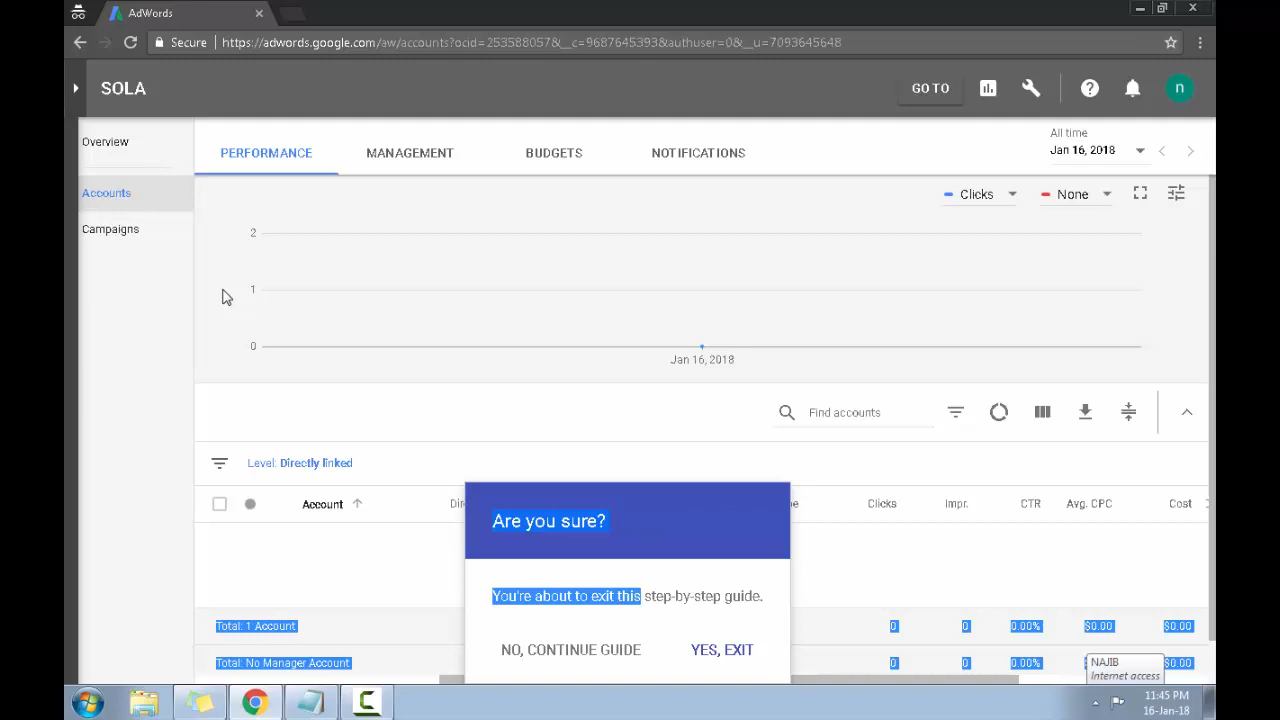 AdWords
Secure https://adwords.google.com/aw/accounts?ocid=253588057&__c=9687645393&authuser=0&__u=7093645648
SOLA
GO TO
n
Overview
Accounts
Campaigns
PERFORMANCE MANAGEMENT BUDGETS NOTIFICATIONS
All time
Jan 16, 2018
Clicks None
2
1
0
Jan 16, 2018
Find accounts
Level: Directly linked
Account Clicks Impr. CTR Avg. CPC Cost
Are you sure?
You're about to exit this step-by-step guide.
NO, CONTINUE GUIDE YES, EXIT
Total: 1 Account 0 0 0.00% $0.00 $0.00
Total: No Manager Account 0 0 0.00% $0.00
NAJIB
Internet access
11:45 PM
16-Jan-18